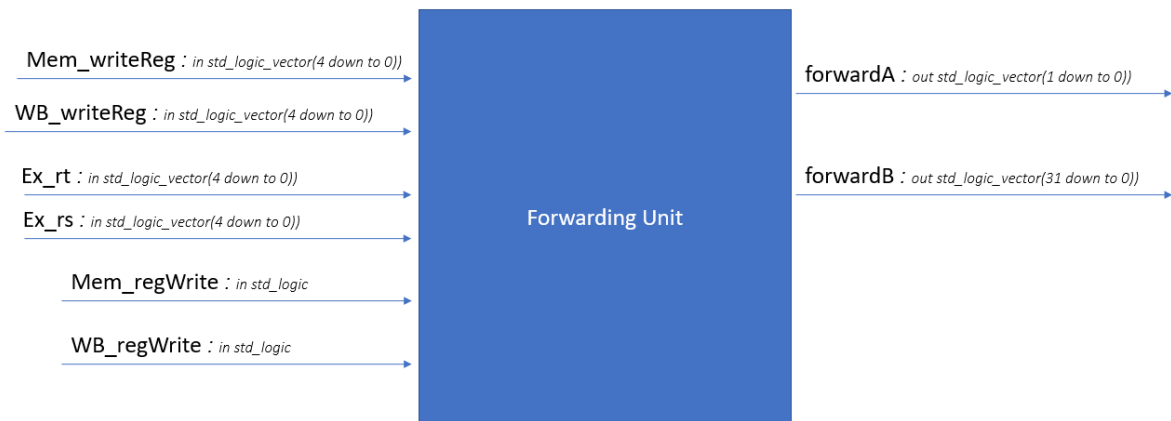 Mem_writeReg : in std_logic_vector(4 down to 0))
WB_writeReg : in std_logic_vector(4 down to 0))
Ex_rt : in std_logic_vector(4 down to 0))
Ex_rs : in std_logic_vector(4 down to 0))
Mem_regWrite : in std_logic
WB_regWrite : in std_logic
Forwarding Unit
forwardA : out std_logic_vector(1 down to 0))
forwardB : out std_logic_vector(31 down to 0))